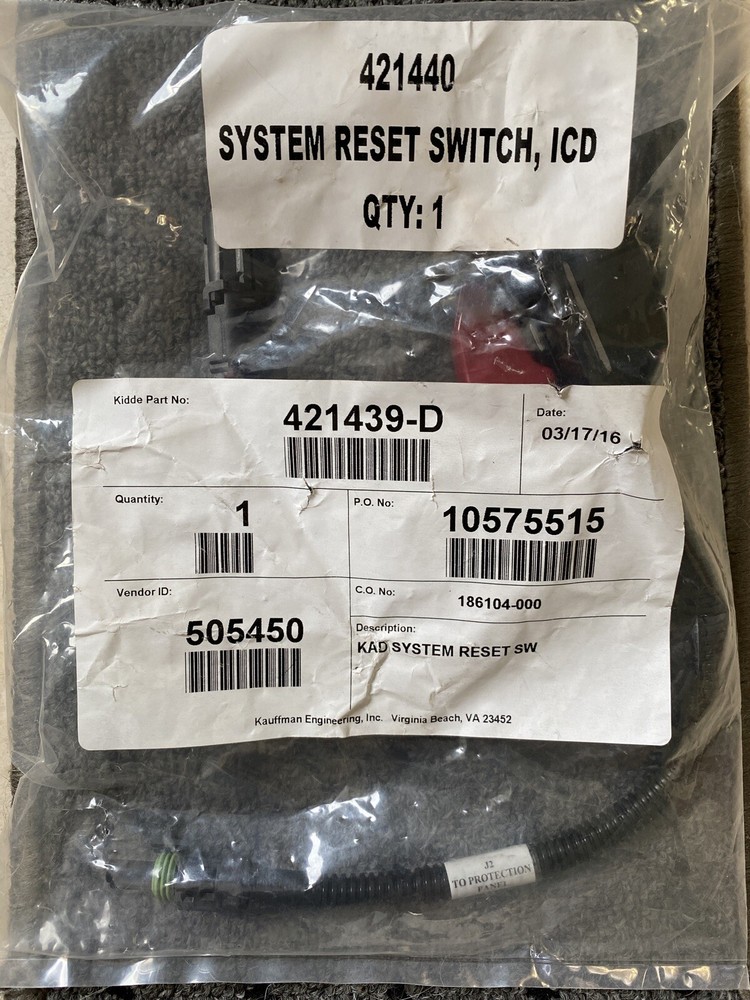 421440
SYSTEM RESET SWITCH, ICD
QTY: 1
Kidde Part No:
421439-D
Date:
03/17/16
Quantity:
1
P.O. No:
10575515
Vendor ID:
505450
C.O. No:
186104-000
Description:
KAD SYSTEM RESET SW
Kauffman Engineering, Inc. Virginia Beach, VA 23452
J2
TO PROTECTION
PANEL